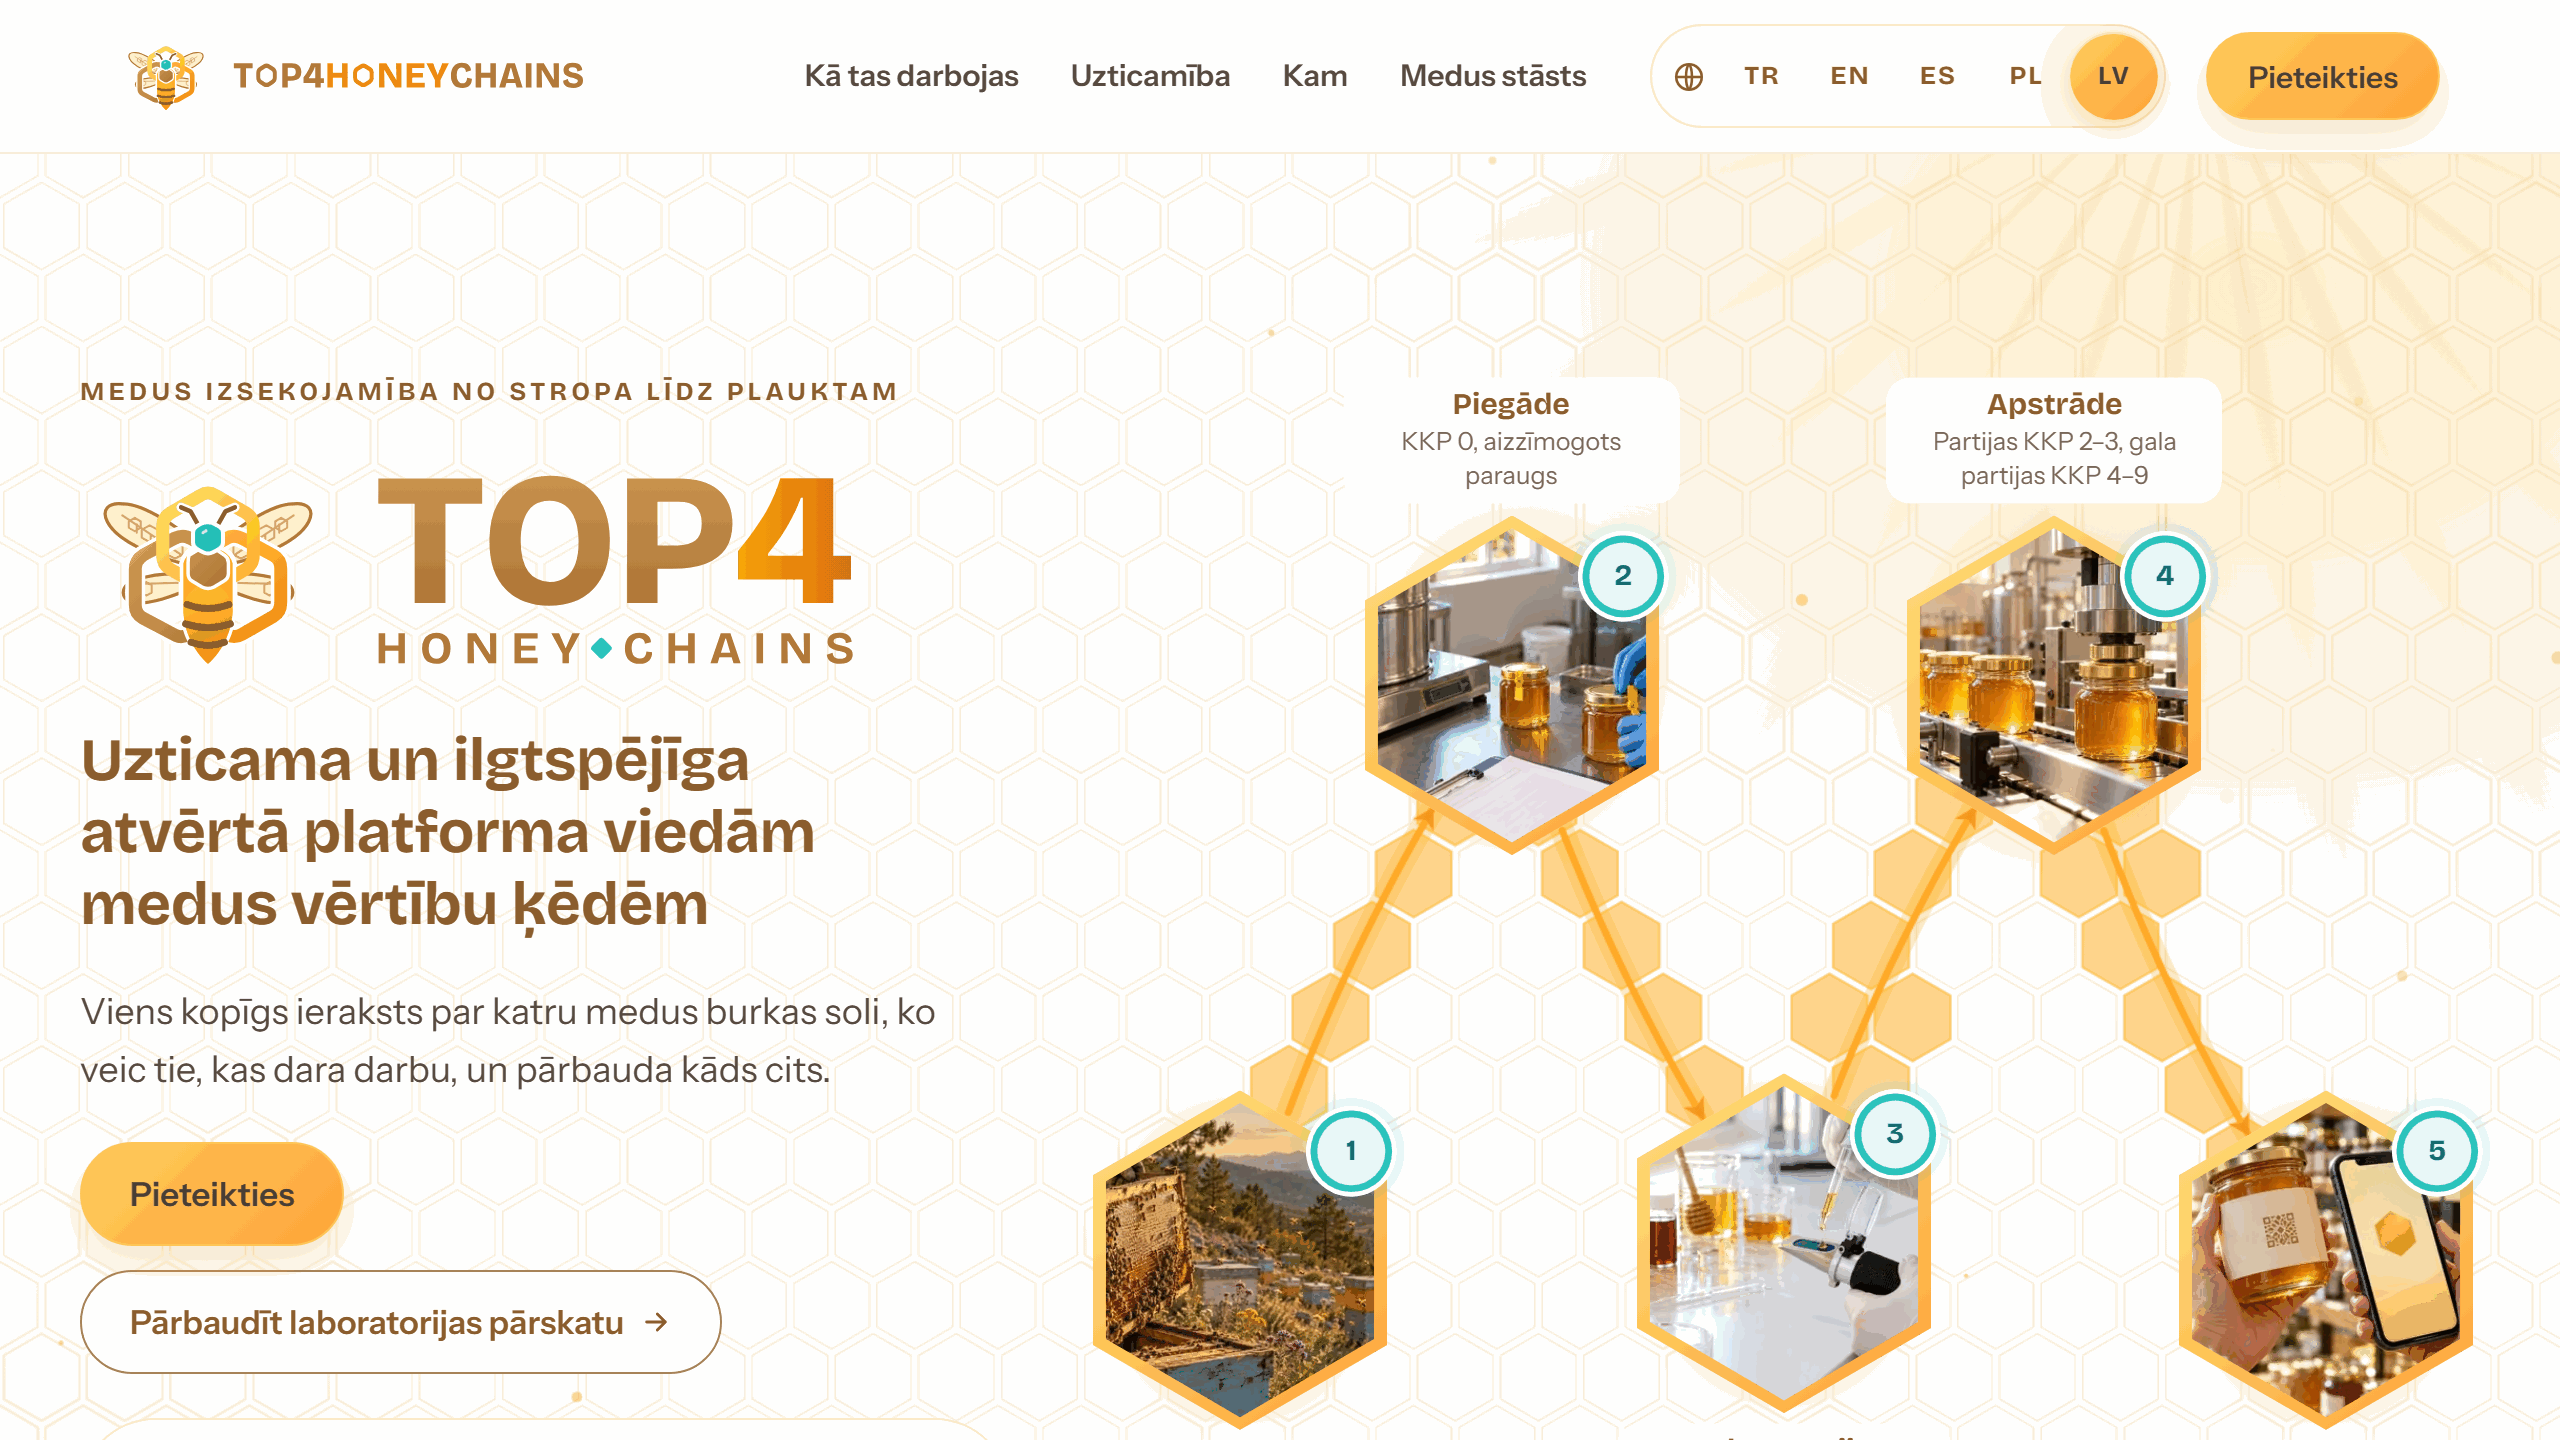 TOP4HONEYCHAINS
Kā tas darbojas
Uzticamība
Kam
Medus stāsts
TR
EN
ES
PL
LV
Pieteikties
MEDUS IZSEKOJAMĪBA NO STROPA LĪDZ PLAUKTAM
TOP4
HONEY CHAINS
Uzticama un ilgtspējīga
atvērtā platforma viedām
medus vērtību ķēdēm
Viens kopīgs ieraksts par katru medus burkas soli, ko
veic tie, kas dara darbu, un pārbauda kāds cits.
Pieteikties
Pārbaudīt laboratorijas pārskatu →
Piegāde
KKP 0, aizzīmogots
paraugs
2
Apstrāde
Partijas KKP 2–3, gala
partijas KKP 4–9
4
1
3
5